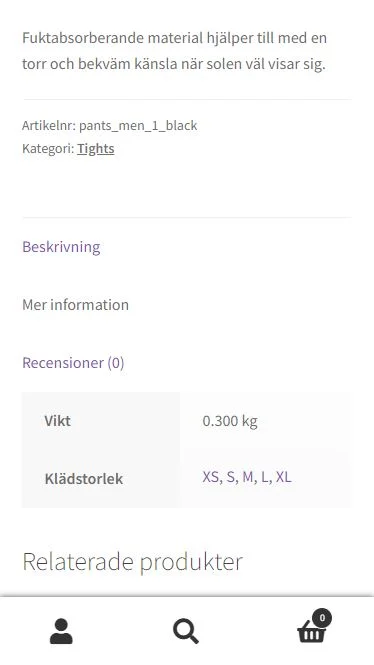 Fuktabsorberande material hjälper till med en
torr och bekväm känsla när solen väl visar sig.
Artikelnr: pants_men_1_black
Kategori: Tights
Beskrivning
Mer information
Recensioner (0)
Vikt 0.300 kg
Klädstorlek XS, S, M, L, XL
Relaterade produkter
0